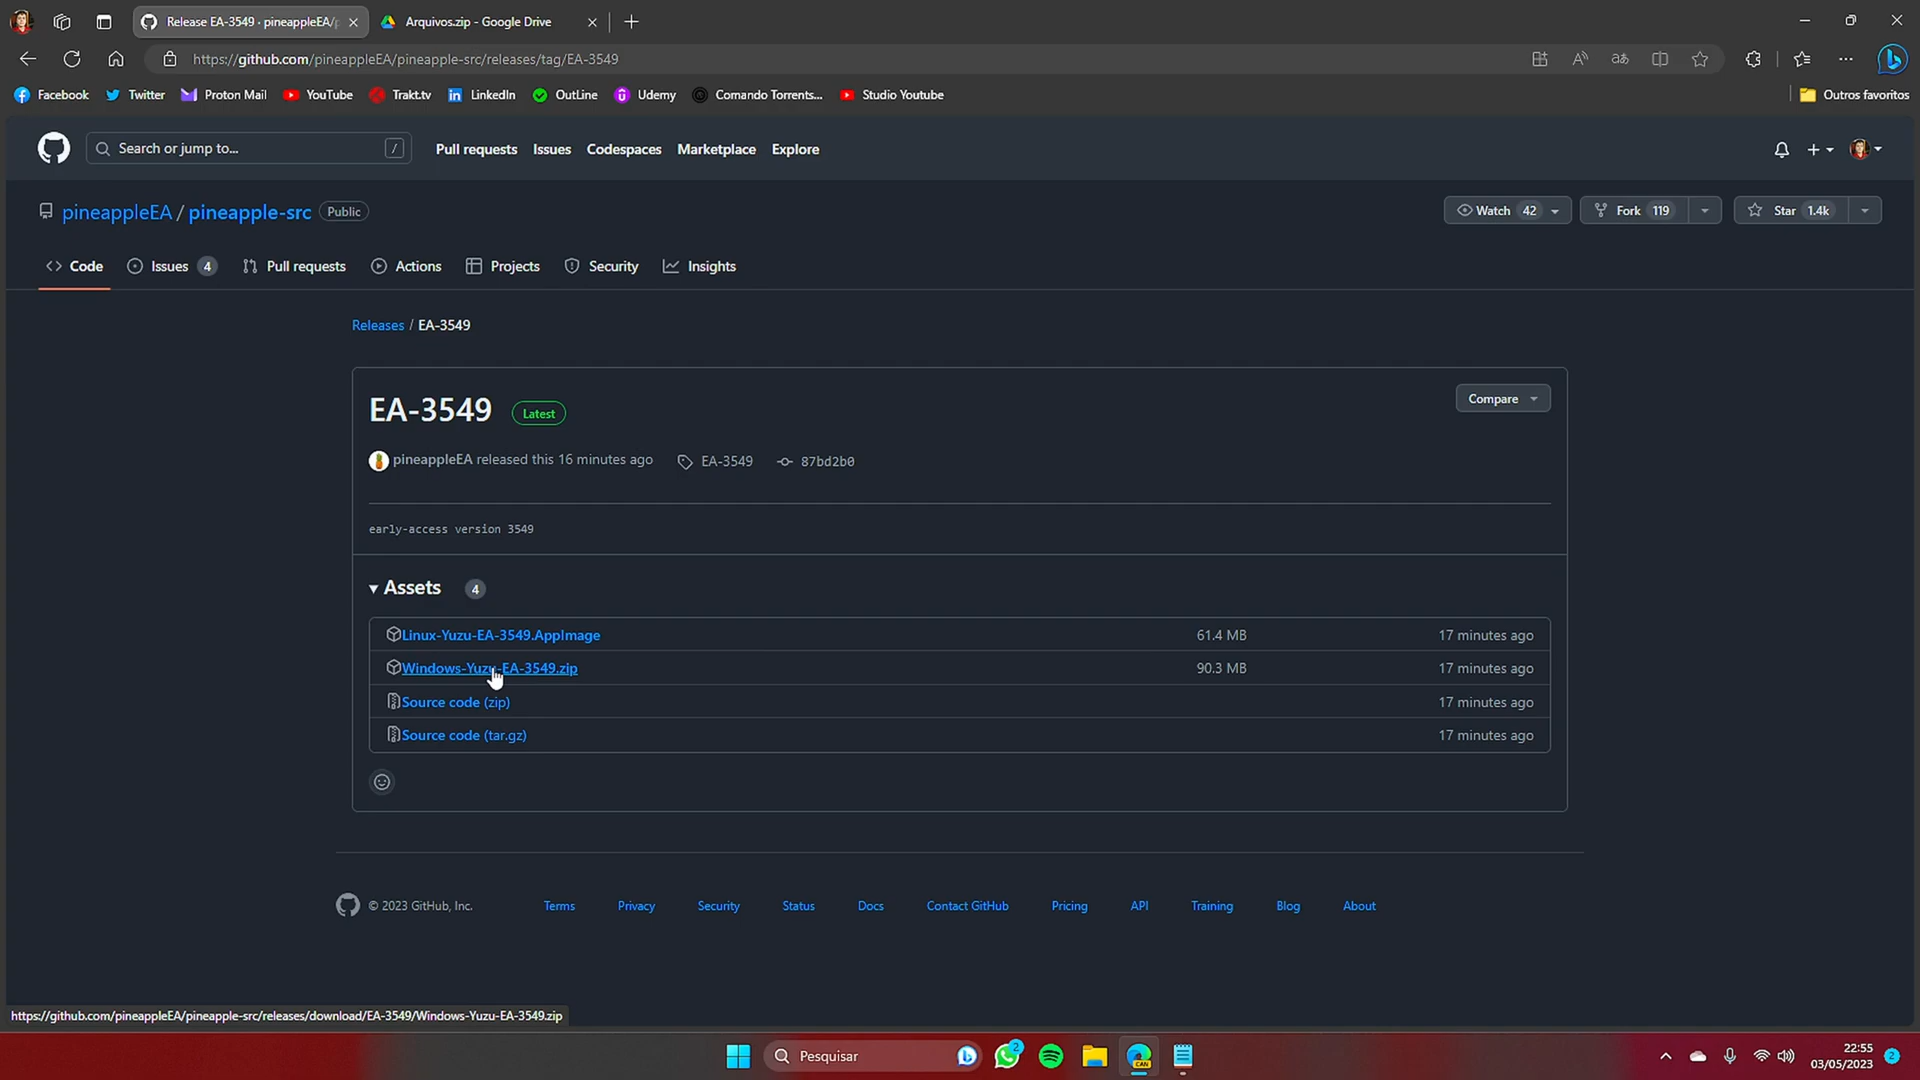 Release EA-3549 · pineappleEA/p
Arquivos.zip - Google Drive
https://github.com/pineappleEA/pineapple-src/releases/tag/EA-3549
Facebook
Twitter
Proton Mail
YouTube
Trakt.tv
LinkedIn
OutLine
Udemy
Comando Torrents...
Studio Youtube
Outros favoritos
Search or jump to...
/
Pull requests
Issues
Codespaces
Marketplace
Explore
pineappleEA / pineapple-src
Public
Watch 42
Fork 119
Star 1.4k
Code
Issues 4
Pull requests
Actions
Projects
Security
Insights
Releases / EA-3549
EA-3549
Latest
Compare
pineappleEA released this 16 minutes ago
EA-3549
87bd2b0
early-access version 3549
Assets 4
Linux-Yuzu-EA-3549.AppImage
61.4 MB
17 minutes ago
Windows-Yuzu-EA-3549.zip
90.3 MB
17 minutes ago
Source code (zip)
17 minutes ago
Source code (tar.gz)
17 minutes ago
© 2023 GitHub, Inc.
Terms
Privacy
Security
Status
Docs
Contact GitHub
Pricing
API
Training
Blog
About
https://github.com/pineappleEA/pineapple-src/releases/download/EA-3549/Windows-Yuzu-EA-3549.zip
Pesquisar
2
CAN
22:55
03/05/2023
2